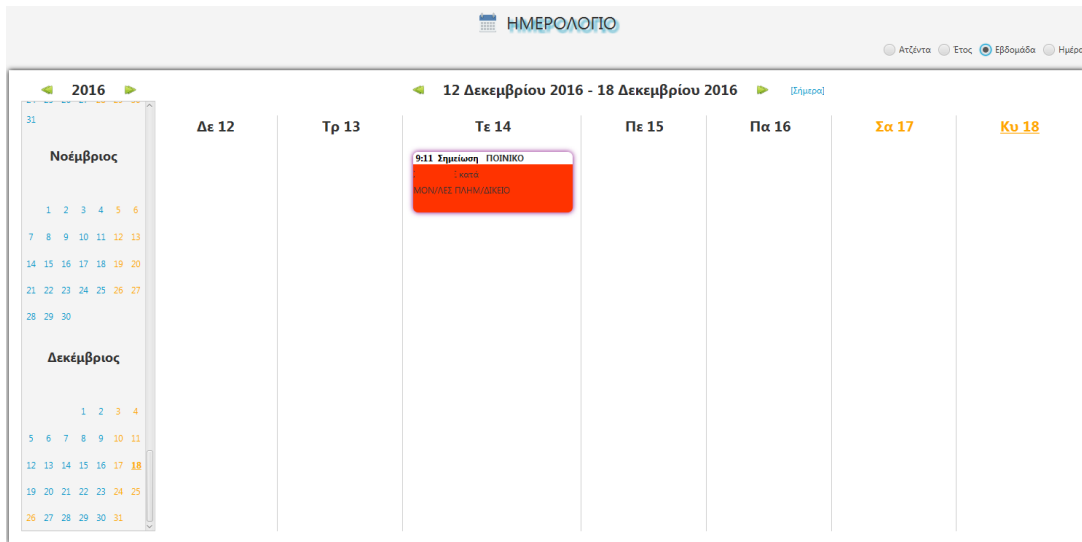 ΗΜΕΡΟΛΟΓΙΟ
Ατζέντα Έτος Εβδομάδα Ημέρα
2016
12 Δεκεμβρίου 2016 - 18 Δεκεμβρίου 2016 [Σήμερα]
31
Νοέμβριος
1 2 3 4 5 6
7 8 9 10 11 12 13
14 15 16 17 18 19 20
21 22 23 24 25 26 27
28 29 30
Δεκέμβριος
1 2 3 4
5 6 7 8 9 10 11
12 13 14 15 16 17 18
19 20 21 22 23 24 25
26 27 28 29 30 31
Δε 12 Τρ 13 Τε 14 Πε 15 Πα 16 Σα 17 Κυ 18
9:11 Σημείωση ΠΟΙΝΙΚΟ
: : κατά
ΜΟΝ/ΛΕΣ ΠΛΗΜ/ΔΙΚΕΙΟ